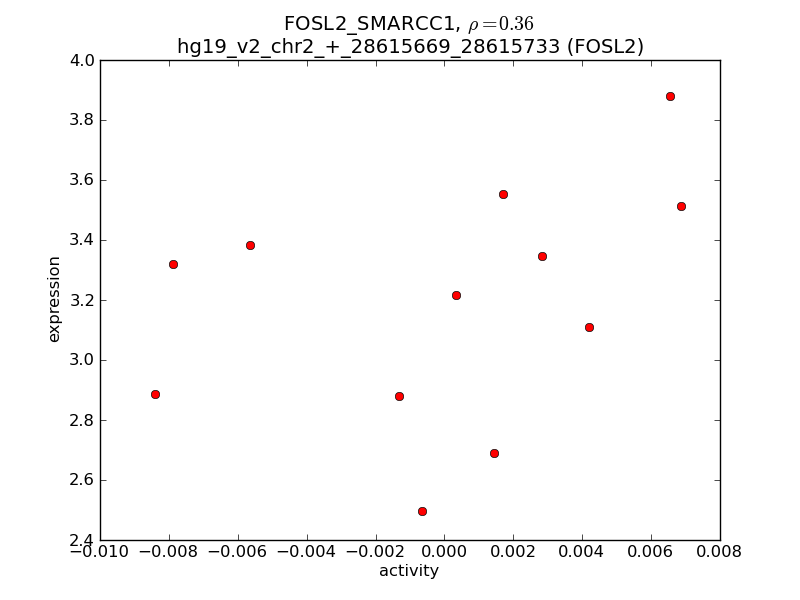 FOSL2_SMARCC1, ρ=0.36
hg19_v2_chr2_+_28615669_28615733 (FOSL2)
4.0
3.8
3.6
3.4
3.2
3.0
2.8
2.6
2.4
expression
−0.010 −0.008 −0.006 −0.004 −0.002 0.000 0.002 0.004 0.006 0.008
activity